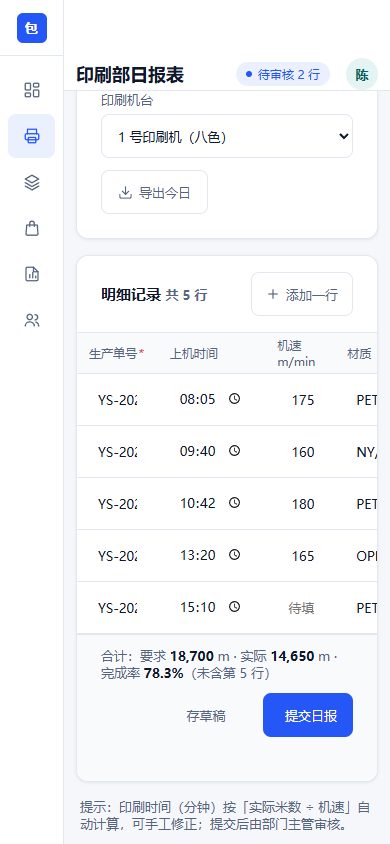 包
印刷部日报表
待审核 2 行
陈
印刷机台
1 号印刷机（八色）
导出今日
明细记录 共 5 行
添加一行
生产单号* 上机时间 机速 m/min 材质
YS-202 08:05 175 PET
YS-202 09:40 160 NY/
YS-202 10:42 180 PET
YS-202 13:20 165 OPP
YS-202 15:10 待填 PET
合计：要求 18,700 m · 实际 14,650 m ·
完成率 78.3%（未含第 5 行）
存草稿 提交日报
提示：印刷时间（分钟）按「实际米数 ÷ 机速」自
动计算，可手工修正；提交后由部门主管审核。